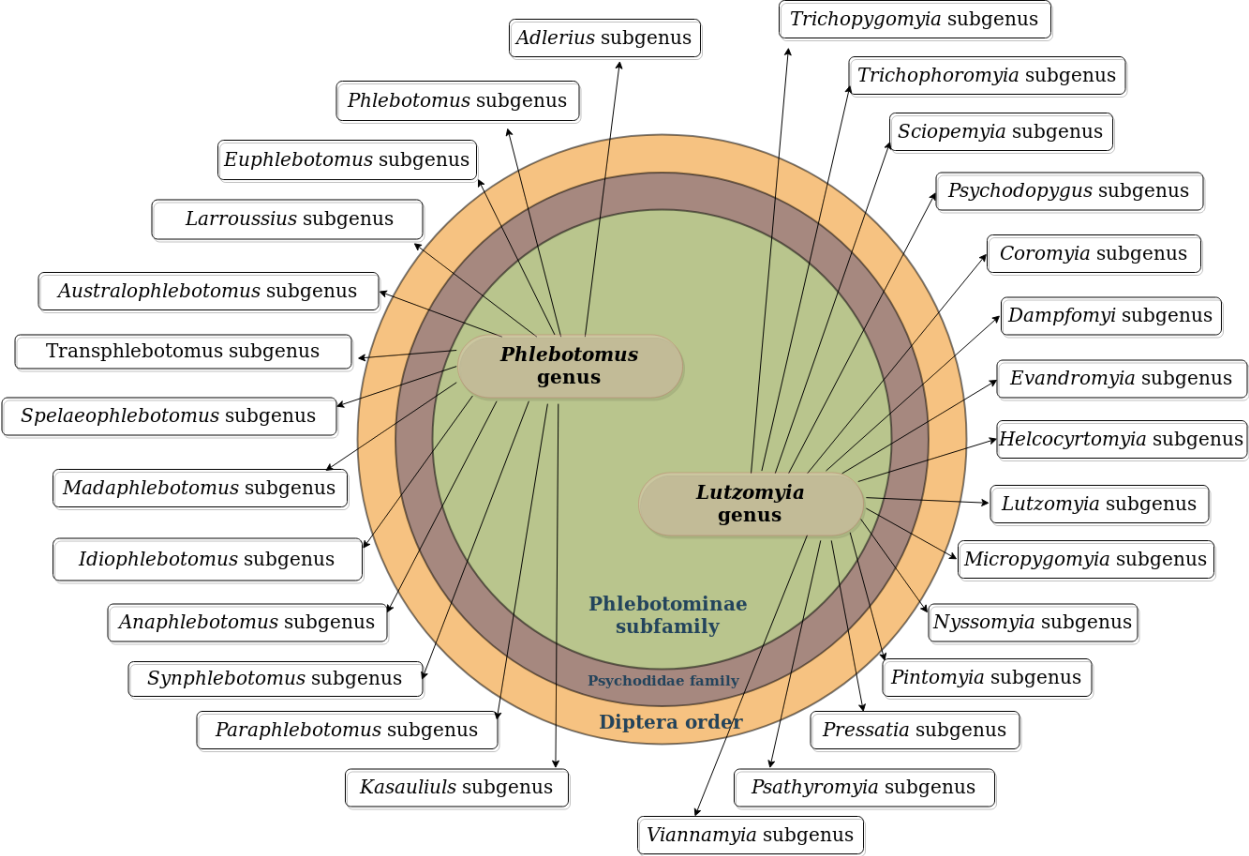 Trichopygomyia subgenus
Adlerius subgenus
Trichophoromyia subgenus
Phlebotomus subgenus
Sciopemyia subgenus
Euphlebotomus subgenus
Psychodopygus subgenus
Larroussius subgenus
Coromyia subgenus
Australophlebotomus subgenus
Dampfomyi subgenus
Transphlebotomus subgenus
Phlebotomus
genus
Evandromyia subgenus
Spelaeophlebotomus subgenus
Helcocyrtomyia subgenus
Madaphlebotomus subgenus
Lutzomyia
genus
Lutzomyia subgenus
Idiophlebotomus subgenus
Micropygomyia subgenus
Phlebotominae
subfamily
Anaphlebotomus subgenus
Nyssomyia subgenus
Synphlebotomus subgenus
Psychodidae family
Pintomyia subgenus
Diptera order
Paraphlebotomus subgenus
Pressatia subgenus
Kasauliuls subgenus
Psathyromyia subgenus
Viannamyia subgenus